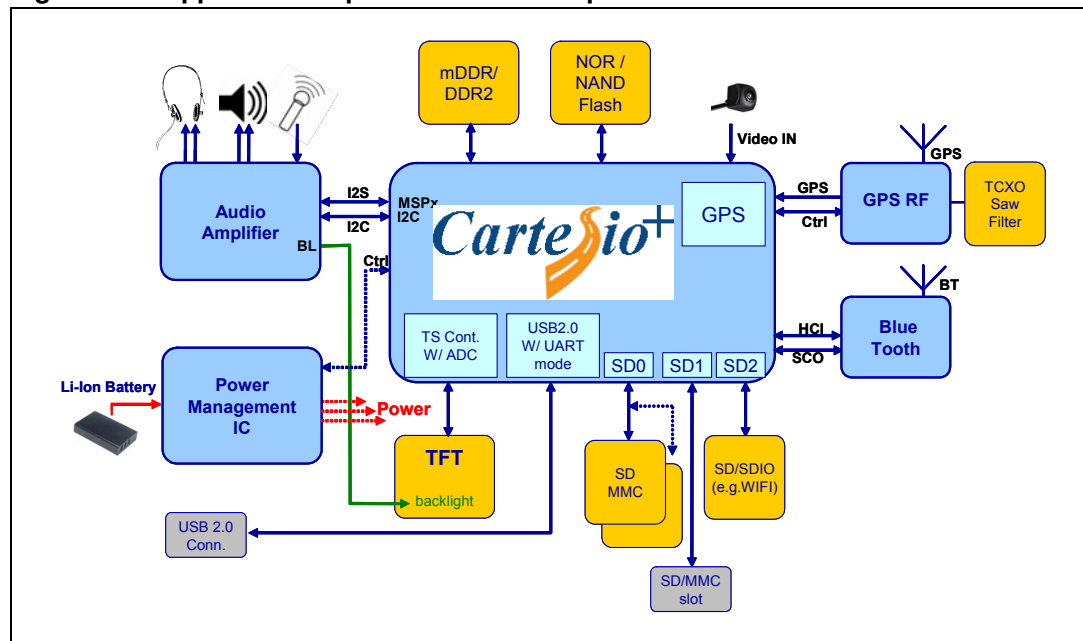 mDDR/
DDR2
NOR /
NAND
Flash
Video IN
Audio
Amplifier
BL
I2S
I2C
MSPx
I2C
Ctrl
Cartesio+
GPS
GPS
Ctrl
GPS RF
GPS
TCXO
Saw
Filter
HCI
SCO
Blue
Tooth
BT
TS Cont.
W/ ADC
USB2.0
W/ UART
mode
SD0
SD1
SD2
Li-Ion Battery
Power
Management
IC
Power
TFT
backlight
SD
MMC
SD/SDIO
(e.g.WIFI)
USB 2.0
Conn.
SD/MMC
slot